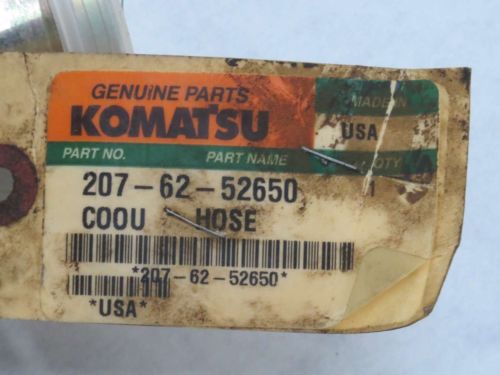 GENUINE PARTS
KOMATSU
MADE IN
USA
PART NO. PART NAME QTY
207-62-52650 1
COOU HOSE
*207-62-52650*
*USA*